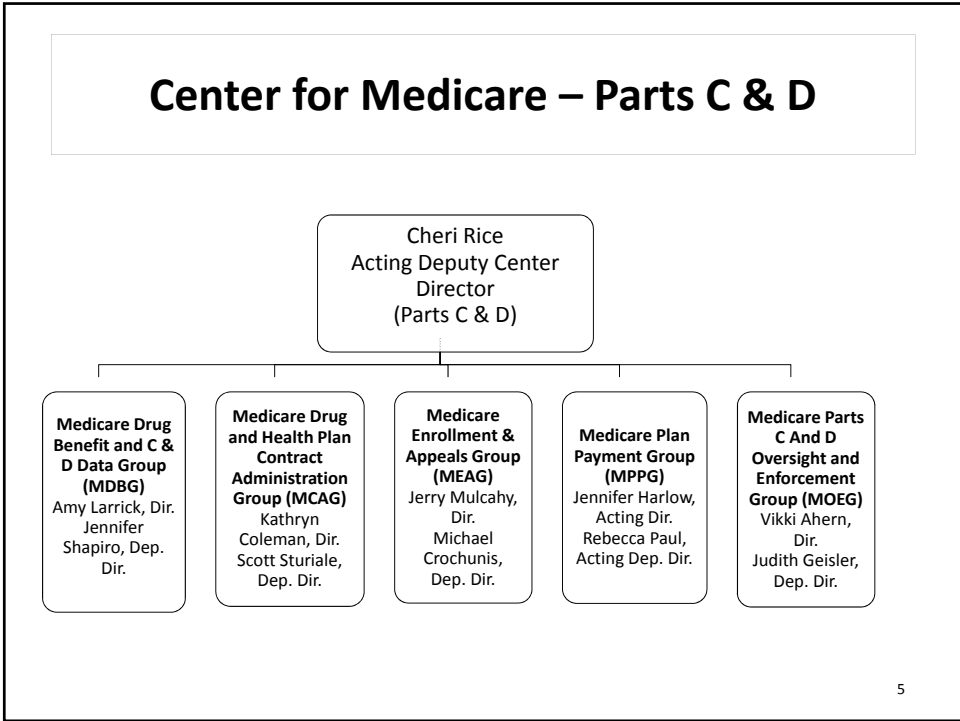 Center for Medicare – Parts C & D
Cheri Rice
Acting Deputy Center
Director
(Parts C & D)
Medicare Drug
Benefit and C &
D Data Group
(MDBG)
Amy Larrick, Dir.
Jennifer
Shapiro, Dep.
Dir.
Medicare Drug
and Health Plan
Contract
Administration
Group (MCAG)
Kathryn
Coleman, Dir.
Scott Sturiale,
Dep. Dir.
Medicare
Enrollment &
Appeals Group
(MEAG)
Jerry Mulcahy,
Dir.
Michael
Crochunis,
Dep. Dir.
Medicare Plan
Payment Group
(MPPG)
Jennifer Harlow,
Acting Dir.
Rebecca Paul,
Acting Dep. Dir.
Medicare Parts
C And D
Oversight and
Enforcement
Group (MOEG)
Vikki Ahern,
Dir.
Judith Geisler,
Dep. Dir.
5